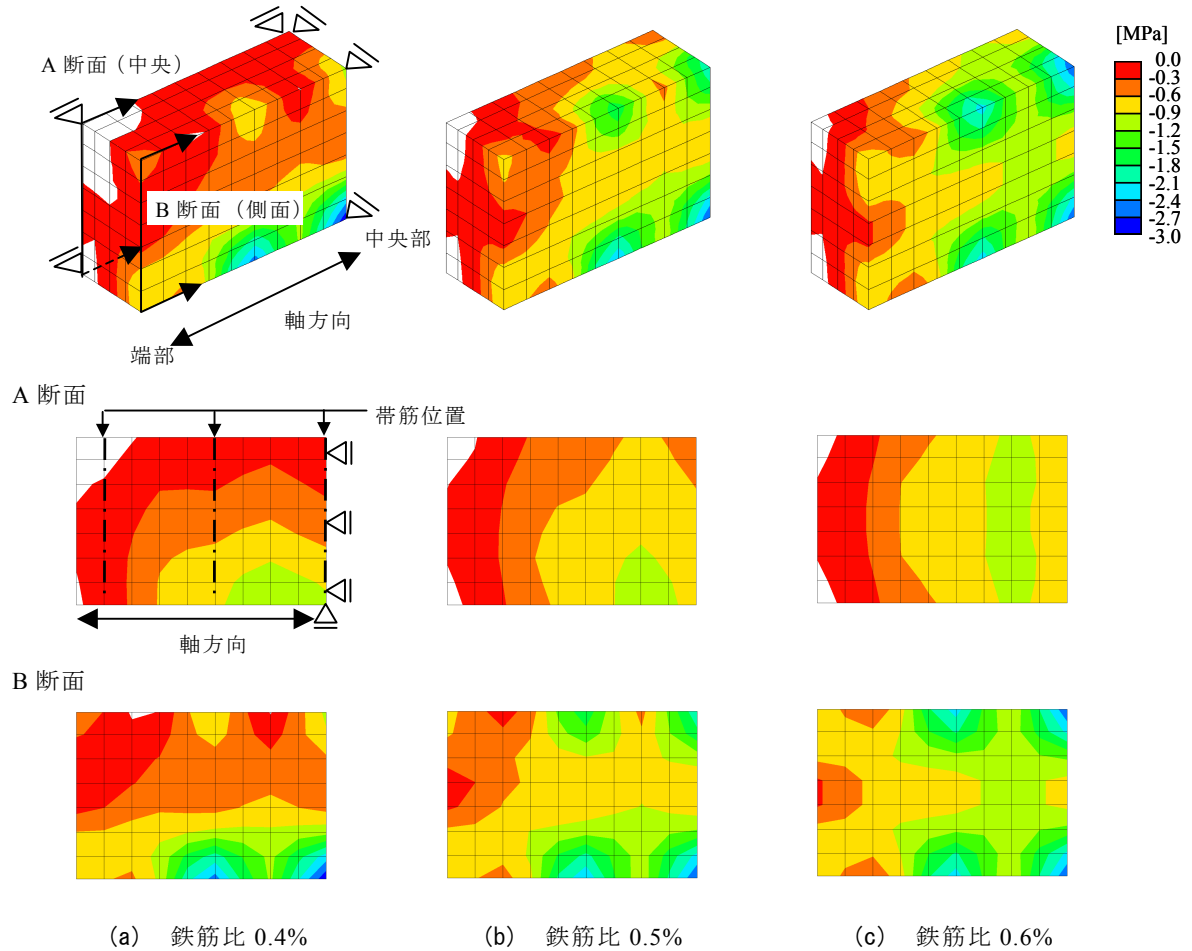 A 断面（中央）
B 断面（側面）
中央部
軸方向
端部
[MPa]
0.0
-0.3
-0.6
-0.9
-1.2
-1.5
-1.8
-2.1
-2.4
-2.7
-3.0
A 断面
帯筋位置
軸方向
B 断面
(a) 鉄筋比 0.4%
(b) 鉄筋比 0.5%
(c) 鉄筋比 0.6%